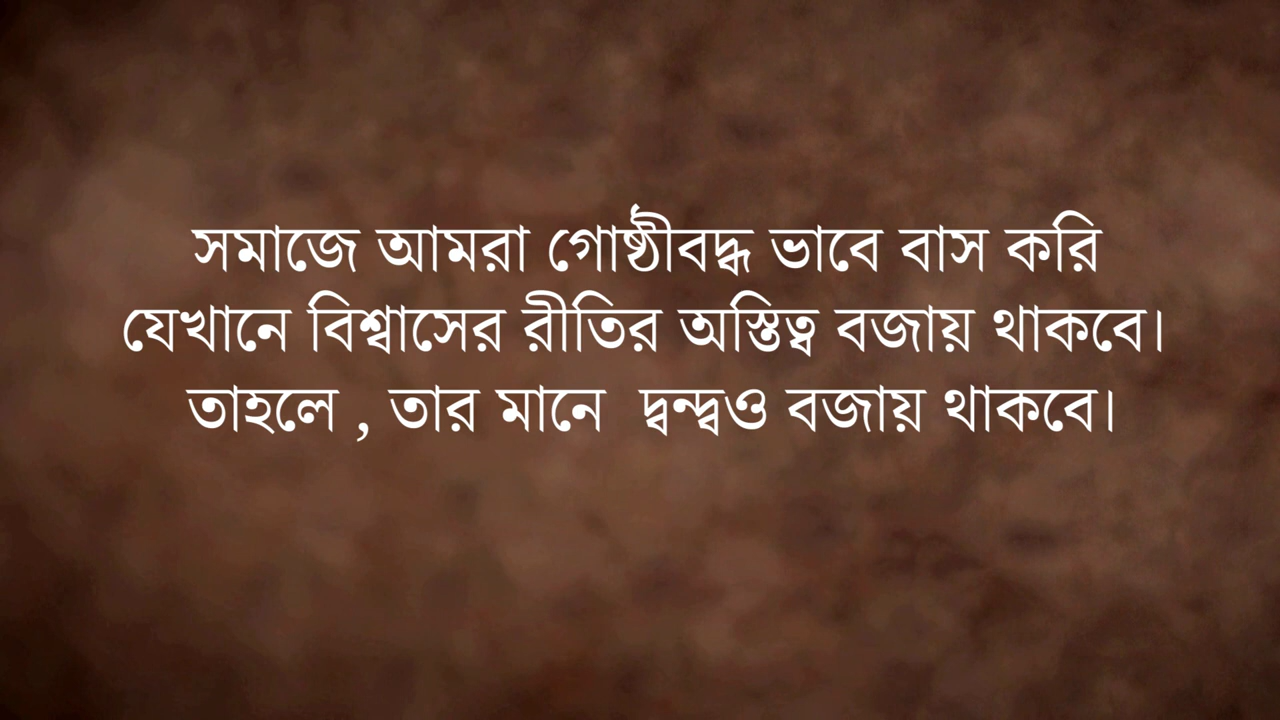 সমাজে আমরা গোষ্ঠীবদ্ধ ভাবে বাস করি
যেখানে বিশ্বাসের রীতির অস্তিত্ব বজায় থাকবে।
তাহলে , তার মানে  দ্বন্দ্বও বজায় থাকবে।